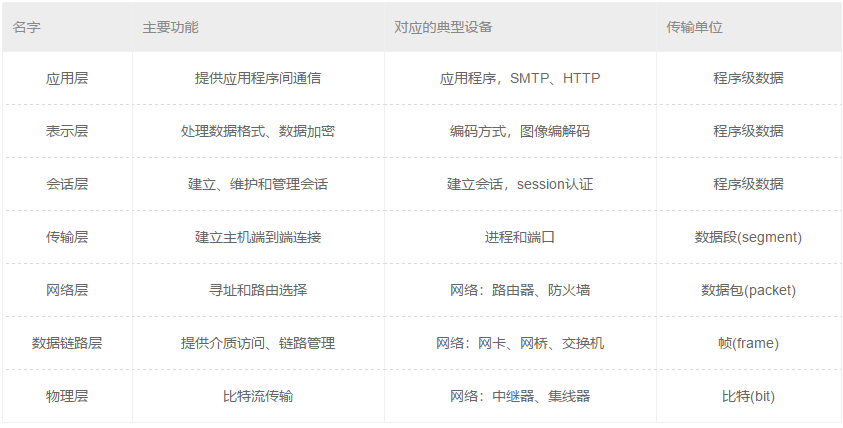 名字 主要功能 对应的典型设备 传输单位
应用层 提供应用程序间通信 应用程序，SMTP、HTTP 程序级数据
表示层 处理数据格式、数据加密 编码方式，图像编解码 程序级数据
会话层 建立、维护和管理会话 建立会话，session认证 程序级数据
传输层 建立主机端到端连接 进程和端口 数据段(segment)
网络层 寻址和路由选择 网络：路由器、防火墙 数据包(packet)
数据链路层 提供介质访问、链路管理 网络：网卡、网桥、交换机 帧(frame)
物理层 比特流传输 网络：中继器、集线器 比特(bit)